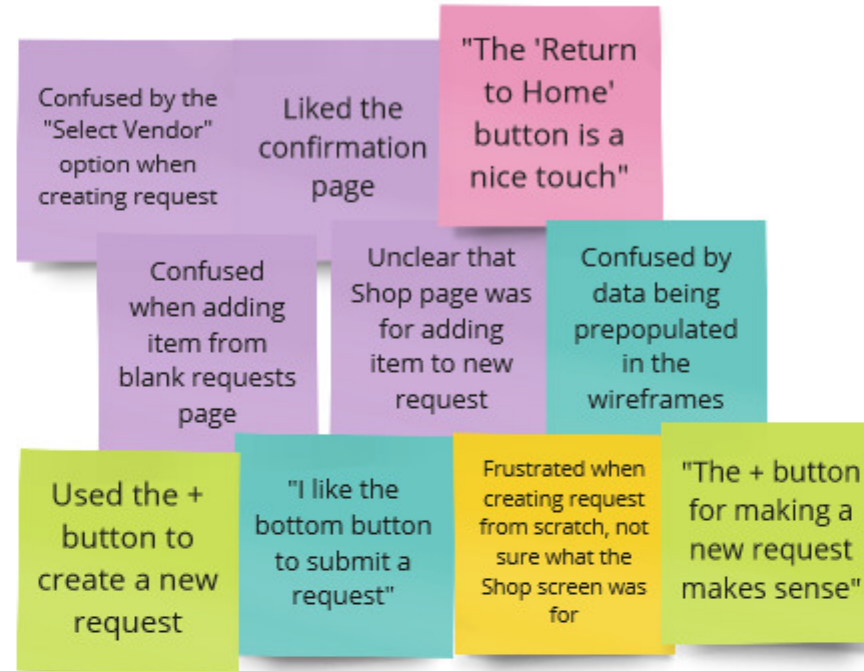 Confused by the
"Select Vendor"
option when
creating request
Liked the
confirmation
page
"The 'Return
to Home'
button is a
nice touch"
Confused
when adding
item from
blank requests
page
Unclear that
Shop page was
for adding
item to new
request
Confused by
data being
prepopulated
in the
wireframes
Used the +
button to
create a new
request
"I like the
bottom button
to submit a
request"
Frustrated when
creating request
from scratch, not
sure what the
Shop screen was
for
"The + button
for making a
new request
makes sense"